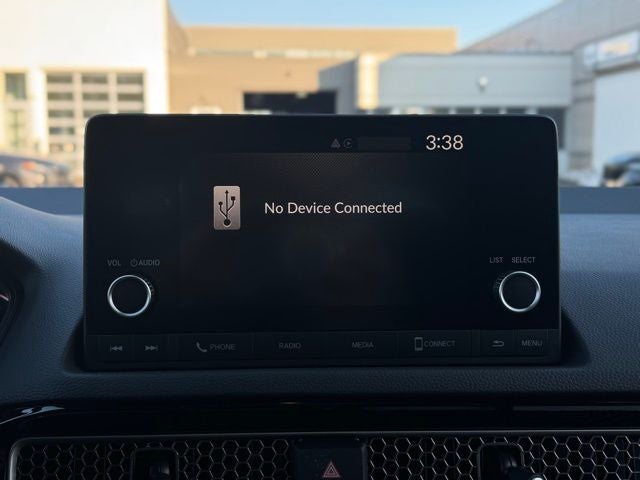 3:38
No Device Connected
VOL AUDIO
LIST SELECT
PHONE RADIO MEDIA CONNECT MENU